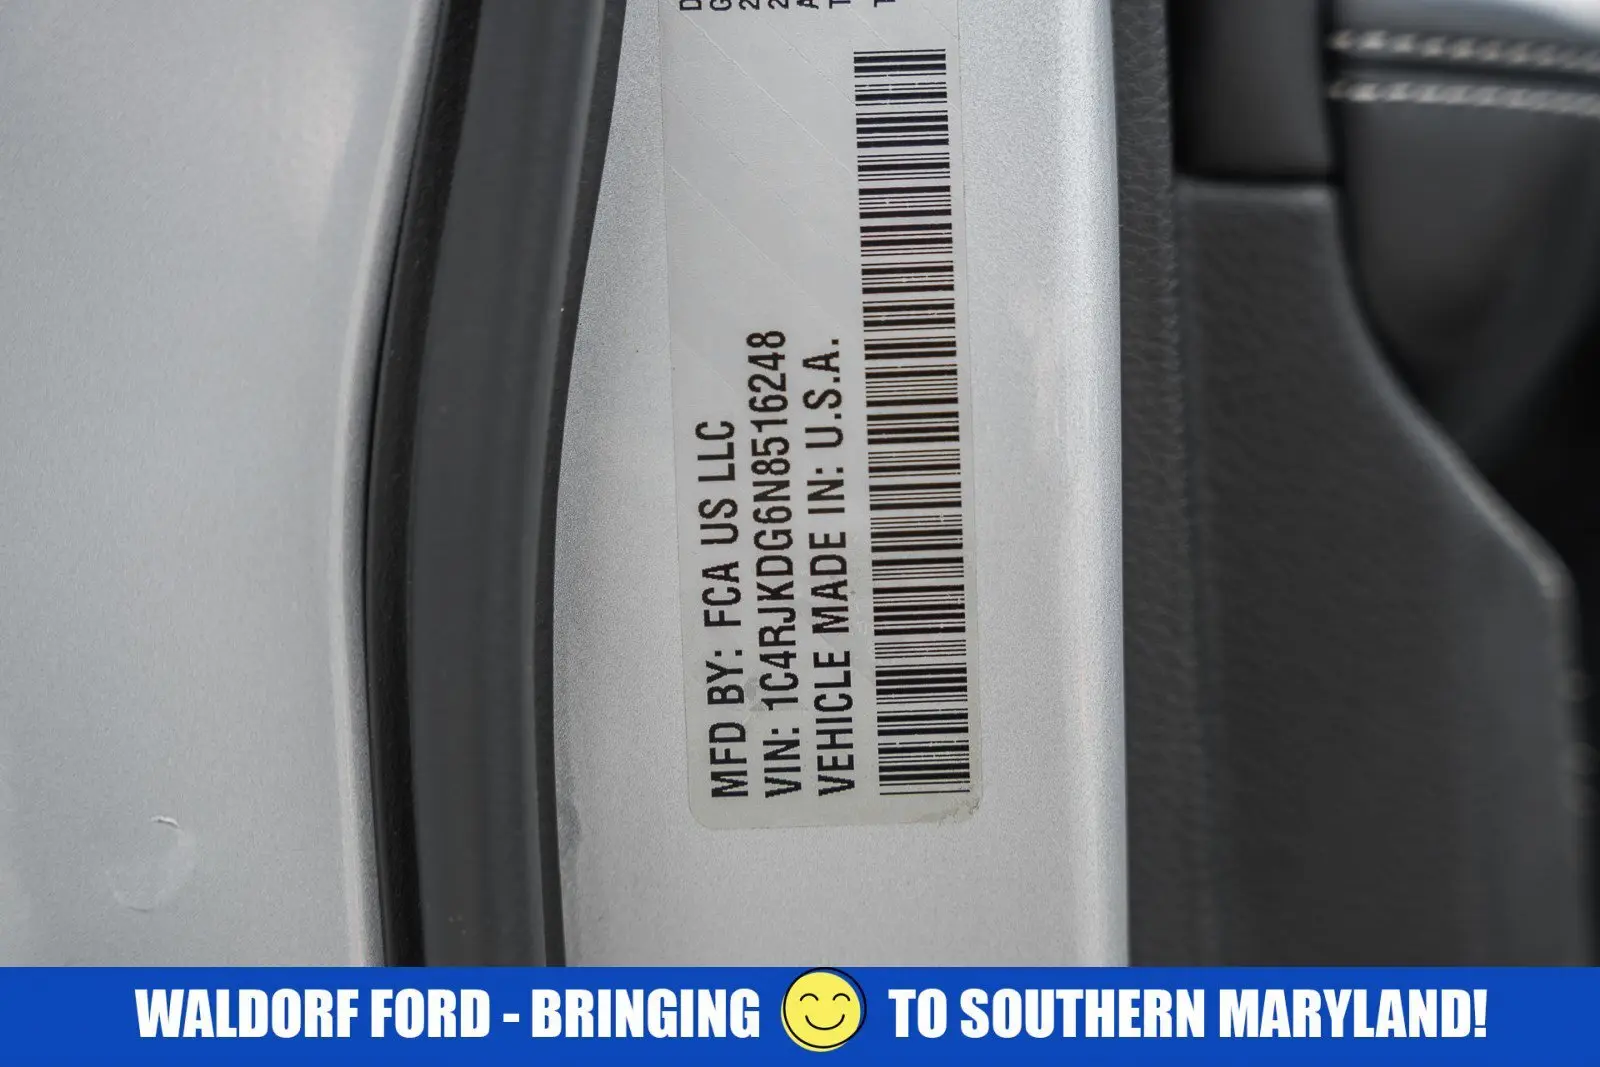 MFD BY: FCA US LLC
VIN: 1C4RJKDG6N8516248
VEHICLE MADE IN: U.S.A.
WALDORF FORD - BRINGING TO SOUTHERN MARYLAND!